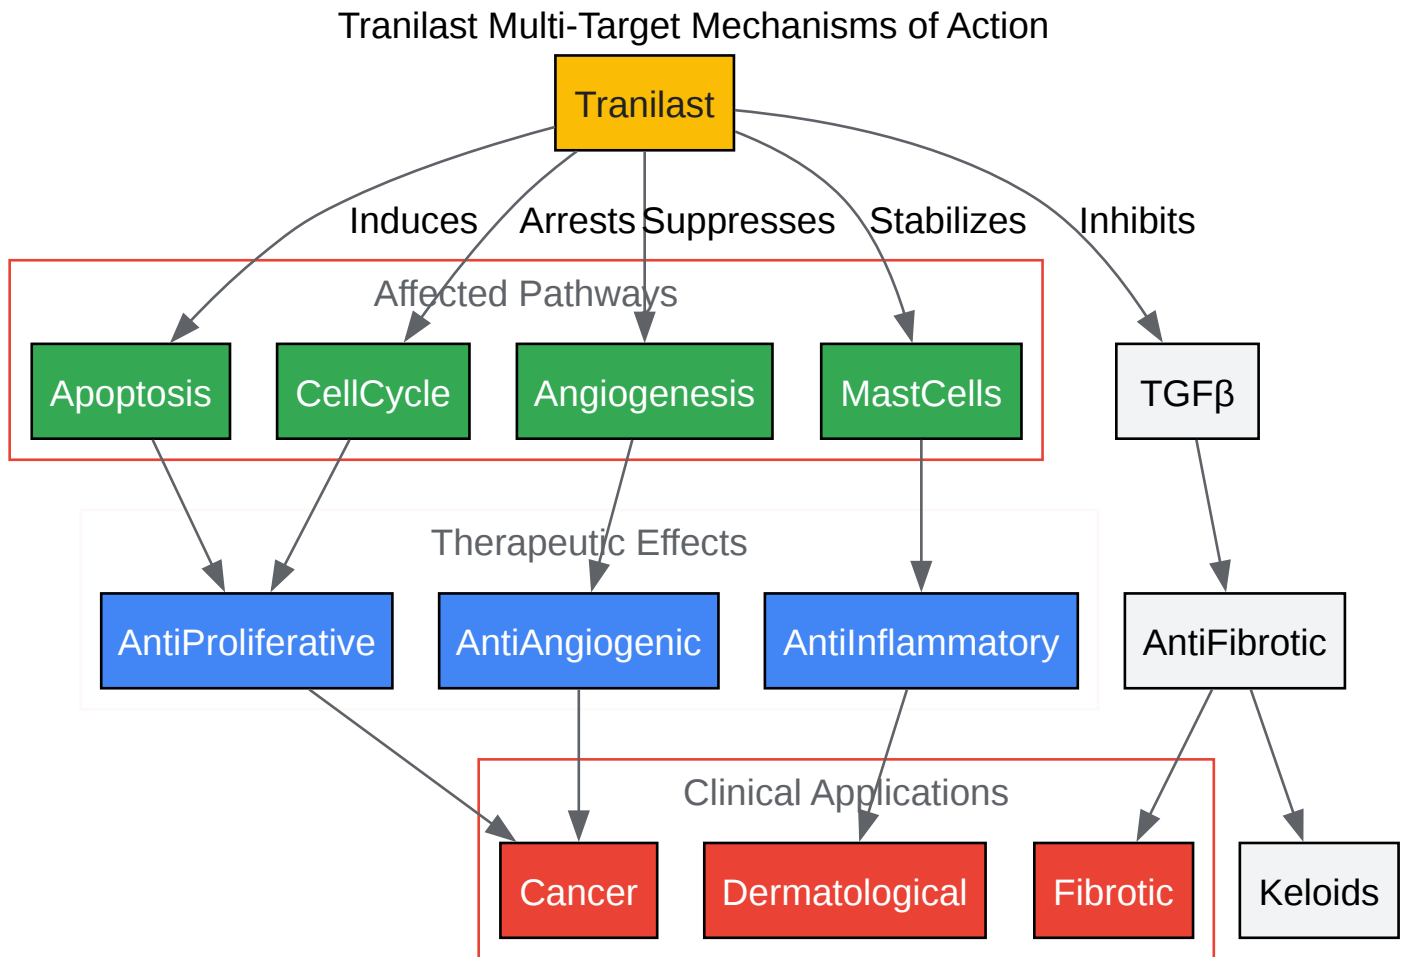 Tranilast Multi-Target Mechanisms of Action
Tranilast
Induces
Arrests
Suppresses
Stabilizes
Inhibits
Affected Pathways
Apoptosis
CellCycle
Angiogenesis
MastCells
TGFβ
Therapeutic Effects
AntiProliferative
AntiAngiogenic
AntiInflammatory
AntiFibrotic
Clinical Applications
Cancer
Dermatological
Fibrotic
Keloids